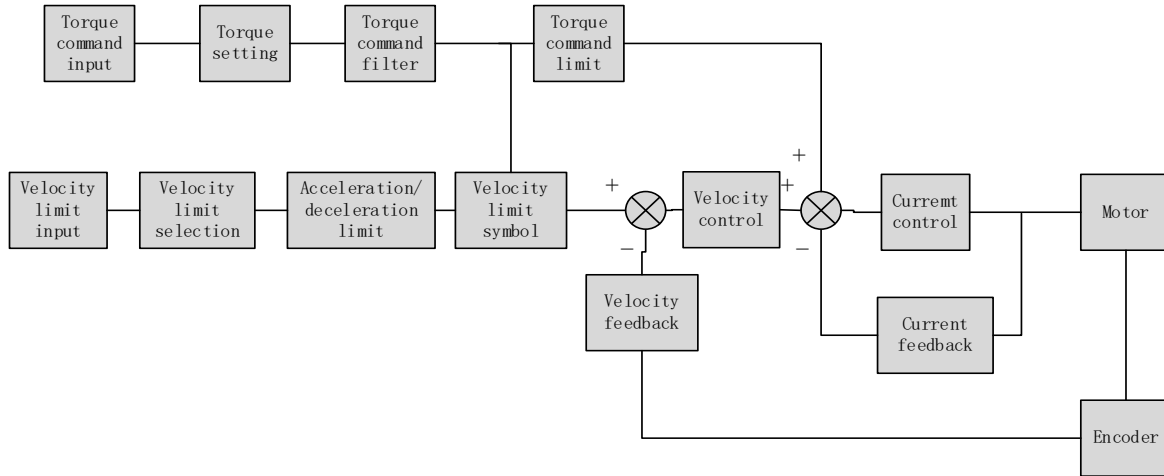 Torque
command
input
Torque
setting
Torque
command
filter
Torque
command
limit
Velocity
limit
input
Velocity
limit
selection
Acceleration/
deceleration
limit
Velocity
limit
symbol
+
−
Velocity
control
+
+
−
Curremt
control
Motor
Velocity
feedback
Current
feedback
Encoder